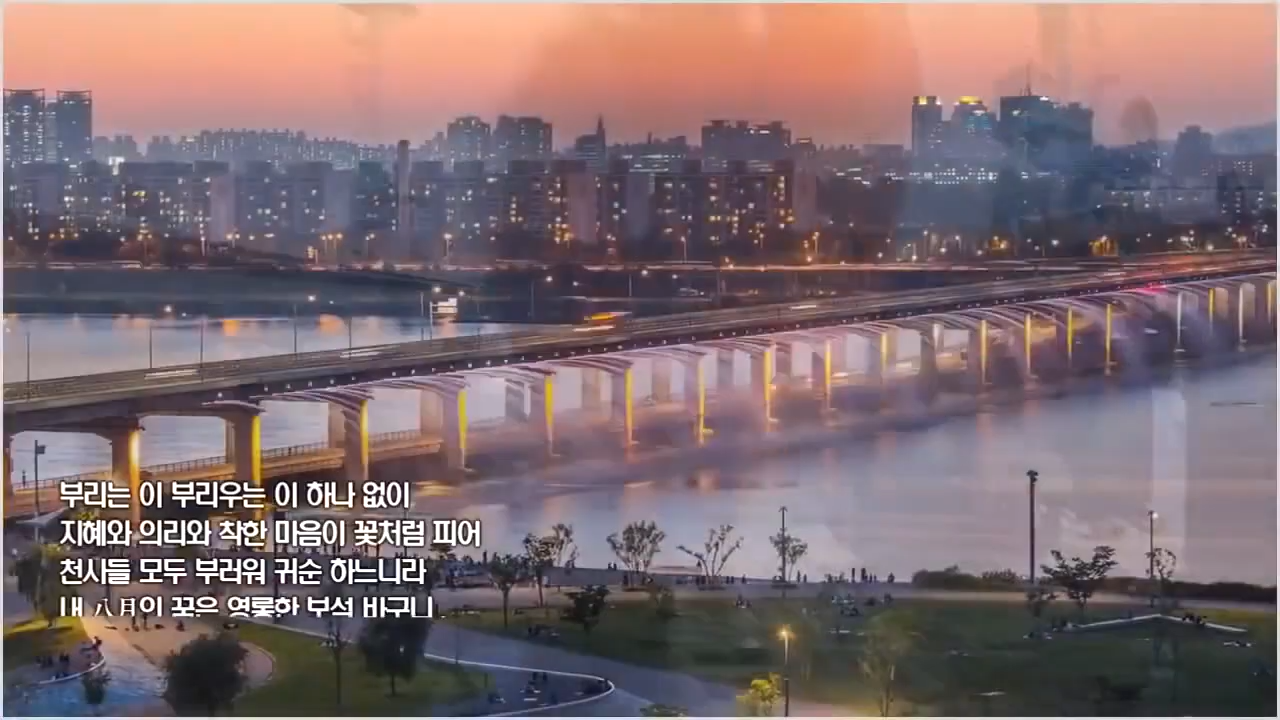 부리는 이 부리우는 이 하나 없이
지혜와 의리와 착한 마음이 꽃처럼 피어
천사들 모두 부러워 귀순 하느니라
내 八月이 꿈은 영롱한 보석 바구니